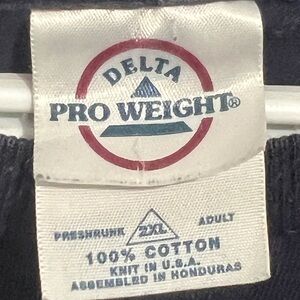 DELTA
PRO WEIGHT®
PRESHRUNK 2XL ADULT
100% COTTON
KNIT IN U.S.A.
ASSEMBLED IN HONDURAS